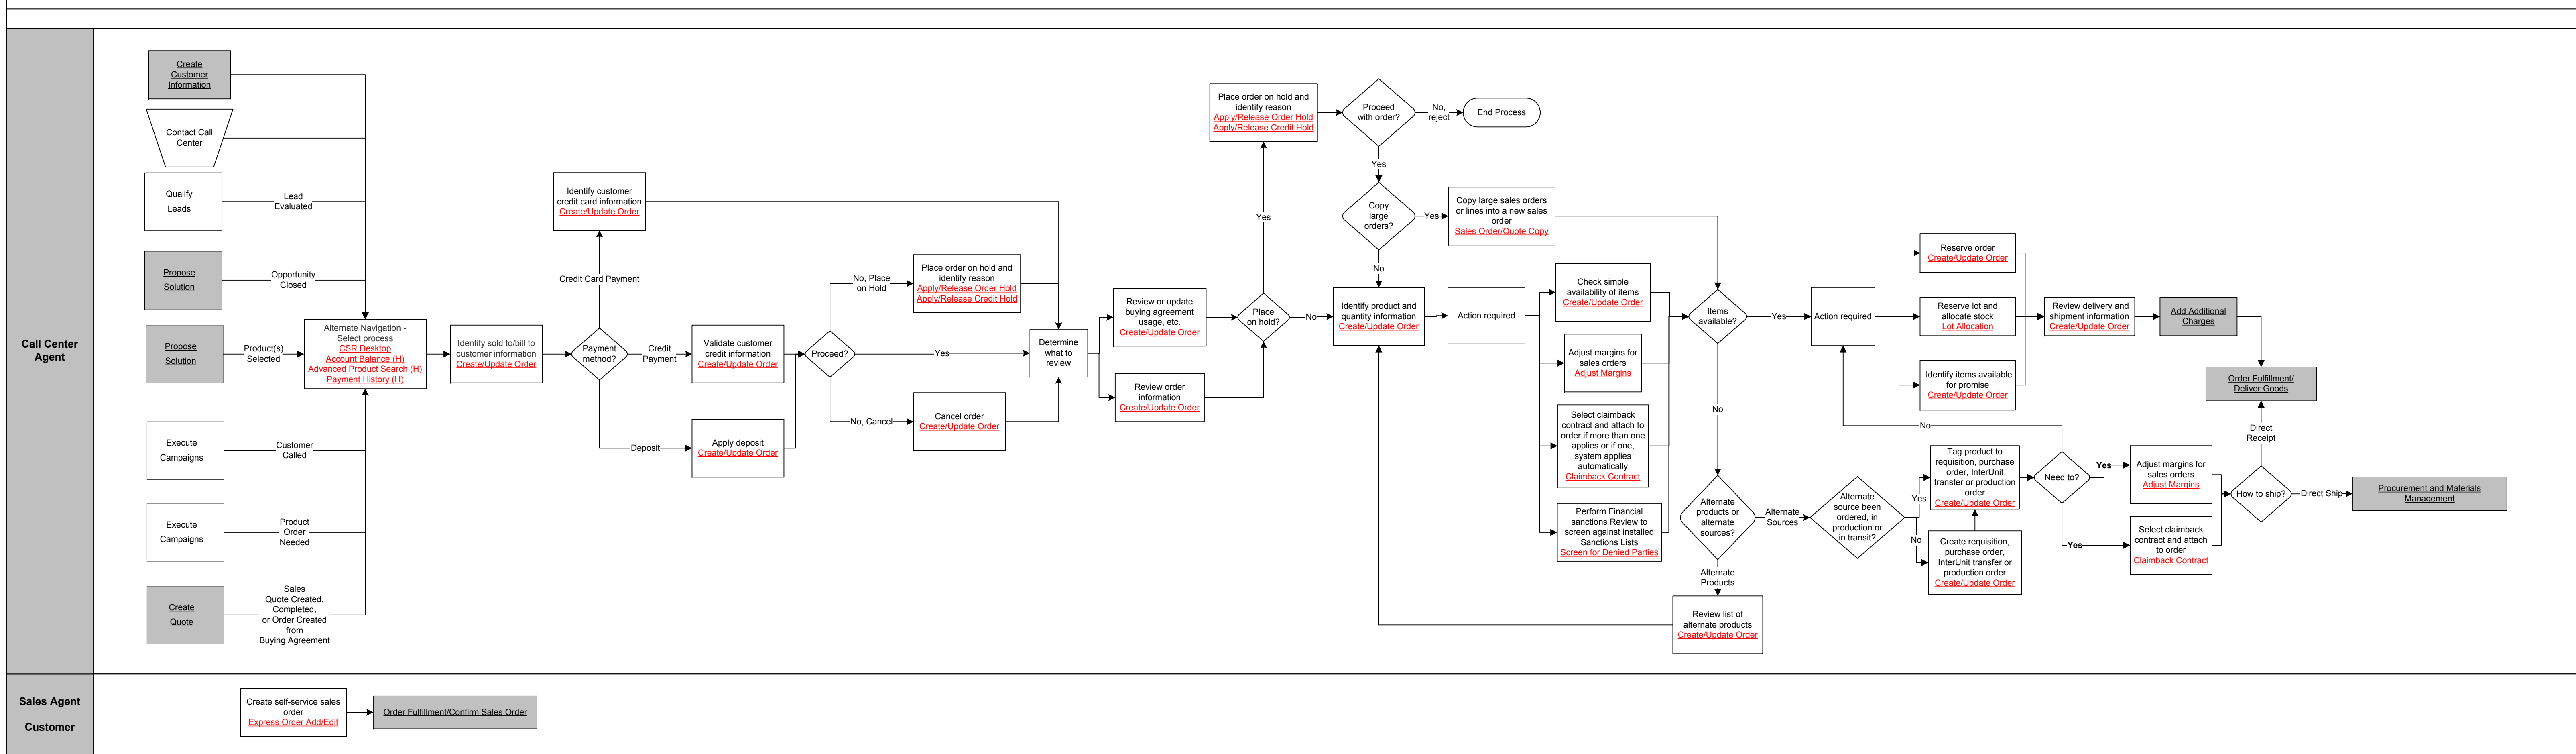 Call Center
Agent
Create
Customer
Information
Contact Call
Center
Qualify
Leads
Lead
Evaluated
Propose
Solution
Opportunity
Closed
Propose
Solution
Product(s)
Selected
Execute
Campaigns
Customer
Called
Execute
Campaigns
Product
Order
Needed
Create
Quote
Sales
Quote Created,
Completed,
or Order Created
from
Buying Agreement
Alternate Navigation -
Select process
CSR Desktop
Account Balance (H)
Advanced Product Search (H)
Payment History (H)
Identify sold to/bill to
customer information
Create/Update Order
Payment
method?
Credit Card Payment
Identify customer
credit card information
Create/Update Order
Credit
Payment
Validate customer
credit information
Create/Update Order
Deposit
Apply deposit
Create/Update Order
Proceed?
No, Place
on Hold
Place order on hold and
identify reason
Apply/Release Order Hold
Apply/Release Credit Hold
Yes
No, Cancel
Cancel order
Create/Update Order
Determine
what to
review
Review or update
buying agreement
usage, etc.
Create/Update Order
Review order
information
Create/Update Order
Place
on hold?
Yes
No
Place order on hold and
identify reason
Apply/Release Order Hold
Apply/Release Credit Hold
Proceed
with order?
No,
reject
End Process
Yes
Copy
large
orders?
Yes
Copy large sales orders
or lines into a new sales
order
Sales Order/Quote Copy
No
Identify product and
quantity information
Create/Update Order
Action required
Check simple
availability of items
Create/Update Order
Adjust margins for
sales orders
Adjust Margins
Select claimback
contract and attach to
order if more than one
applies or if one,
system applies
automatically
Claimback Contract
Perform Financial
sanctions Review to
screen against installed
Sanctions Lists
Screen for Denied Parties
Items
available?
Yes
No
Alternate
products or
alternate
sources?
Alternate
Sources
Alternate
Products
Review list of
alternate products
Create/Update Order
Alternate
source been
ordered, in
production or
in transit?
Yes
No
Action required
Reserve order
Create/Update Order
Reserve lot and
allocate stock
Lot Allocation
Identify items available
for promise
Create/Update Order
Review delivery and
shipment information
Create/Update Order
Add Additional
Charges
Order Fulfillment/
Deliver Goods
No
Tag product to
requisition, purchase
order, InterUnit
transfer or production
order
Create/Update Order
Create requisition,
purchase order,
InterUnit transfer or
production order
Create/Update Order
Need to?
Yes
Adjust margins for
sales orders
Adjust Margins
Yes
Select claimback
contract and attach
to order
Claimback Contract
Direct
Receipt
How to ship?
Direct Ship
Procurement and Materials
Management
Sales Agent
Customer
Create self-service sales
order
Express Order Add/Edit
Order Fulfillment/Confirm Sales Order